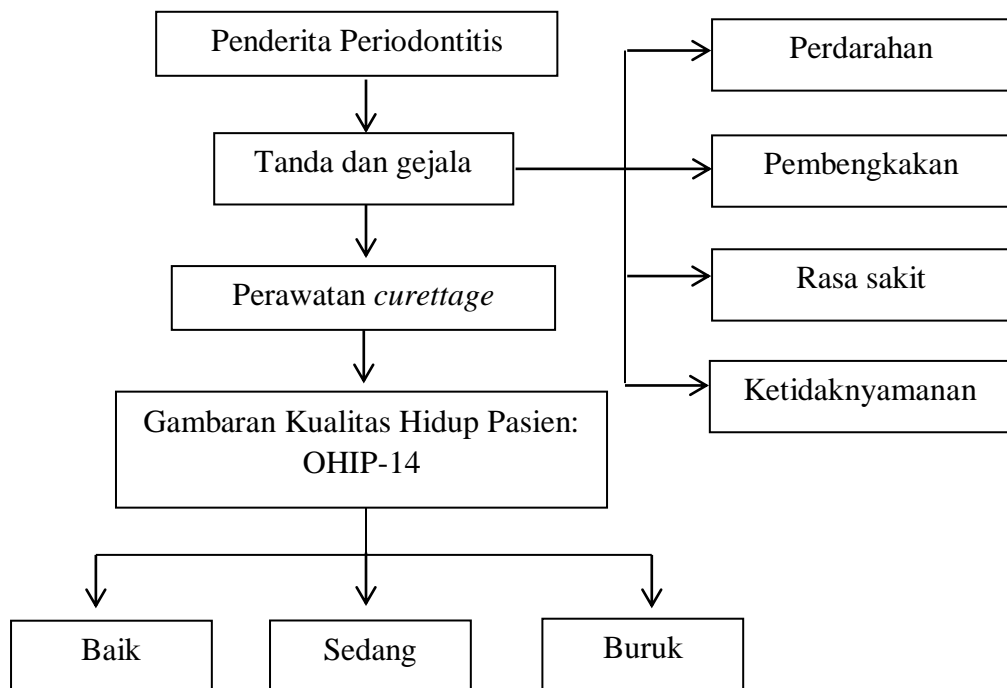 Penderita Periodontitis
Perdarahan
Tanda dan gejala
Pembengkakan
Perawatan curettage
Rasa sakit
Gambaran Kualitas Hidup Pasien:
OHIP-14
Ketidaknyamanan
Baik
Sedang
Buruk